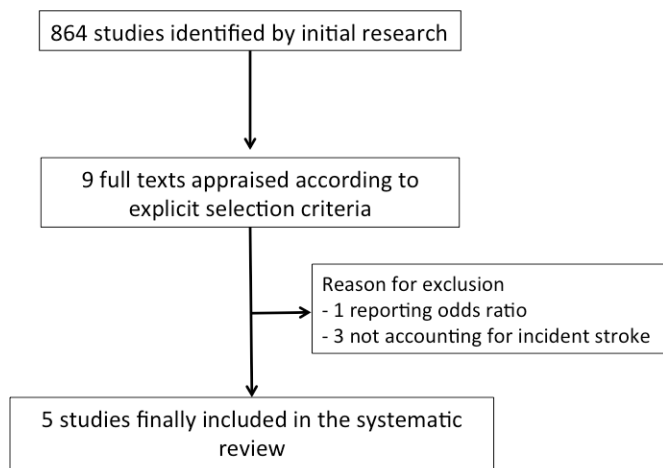 864 studies identified by initial research
9 full texts appraised according to
explicit selection criteria
Reason for exclusion
- 1 reporting odds ratio
- 3 not accounting for incident stroke
5 studies finally included in the systematic
review